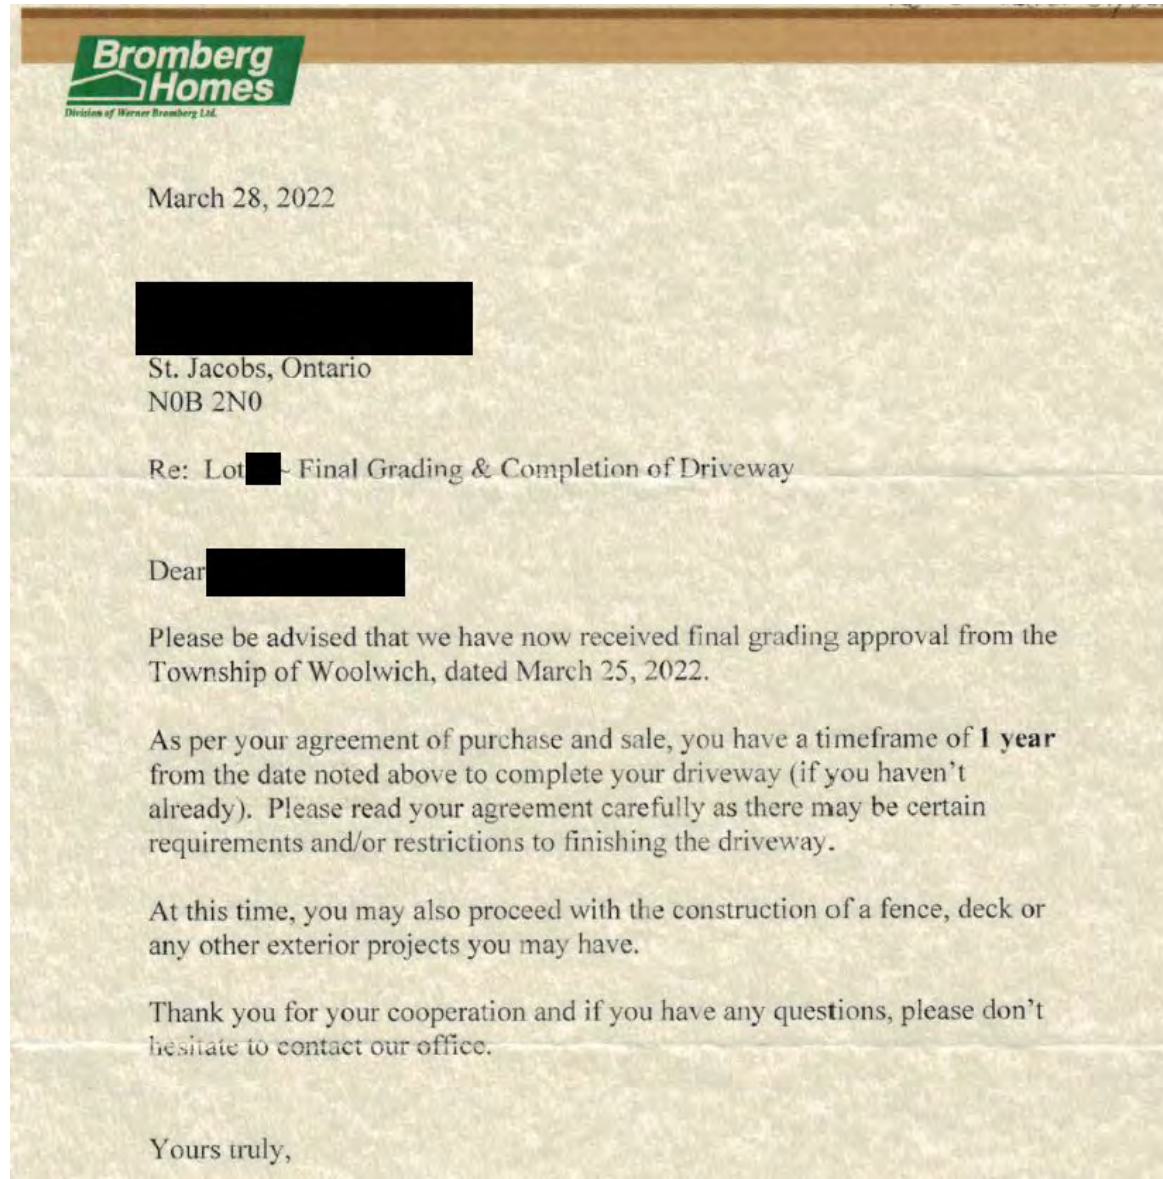 Bromberg
Homes
Division of Werner Bromberg Ltd.
March 28, 2022
St. Jacobs, Ontario
N0B 2N0
Re: Lot - Final Grading & Completion of Driveway
Dear
Please be advised that we have now received final grading approval from the
Township of Woolwich, dated March 25, 2022.
As per your agreement of purchase and sale, you have a timeframe of 1 year
from the date noted above to complete your driveway (if you haven't
already). Please read your agreement carefully as there may be certain
requirements and/or restrictions to finishing the driveway.
At this time, you may also proceed with the construction of a fence, deck or
any other exterior projects you may have.
Thank you for your cooperation and if you have any questions, please don't
hesitate to contact our office.
Yours truly,